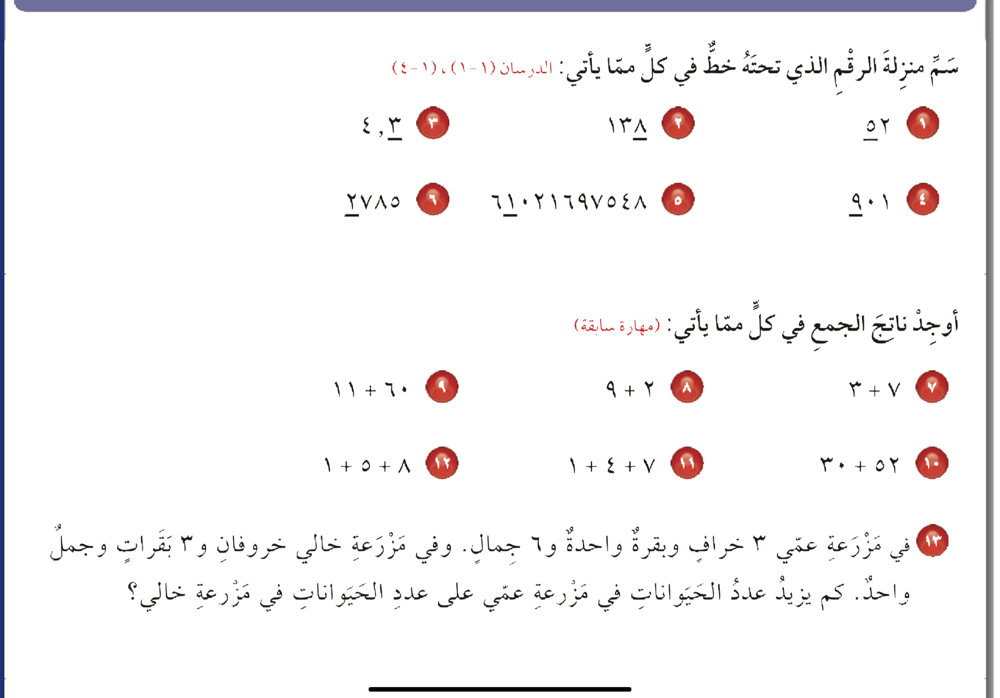 سَمِّ منزِلةَ الرقْمِ الذي تحتَهُ خطٌّ في كلٍّ ممّا يأتي: الدرسان (١-١)، (١-٤)
١ ٥٢ ٢ ١٣٨ ٣ ٤,٣
٤ ٩٠١ ٥ ٦١٠٢١٦٩٧٥٤٨ ٦ ٢٧٨٥
أوجِدْ ناتجَ الجمعِ في كلٍّ ممّا يأتي: (مهارة سابقة)
٧ ٣ + ٧ ٨ ٩ + ٢ ٩ ١١ + ٦٠
١٠ ٣٠ + ٥٢ ١١ ١ + ٤ + ٧ ١٢ ١ + ٥ + ٨
١٣ في مَزْرَعةِ عمّي ٣ خرافٍ وبقرةٌ واحدةٌ و٦ جِمالٍ. وفي مَزْرَعةِ خالي خروفانِ و٣ بَقَراتٍ وجملٌ
واحدٌ. كم يزيدُ عددُ الحَيَواناتِ في مَزْرعةِ عمّي على عددِ الحَيَواناتِ في مَزْرعةِ خالي؟